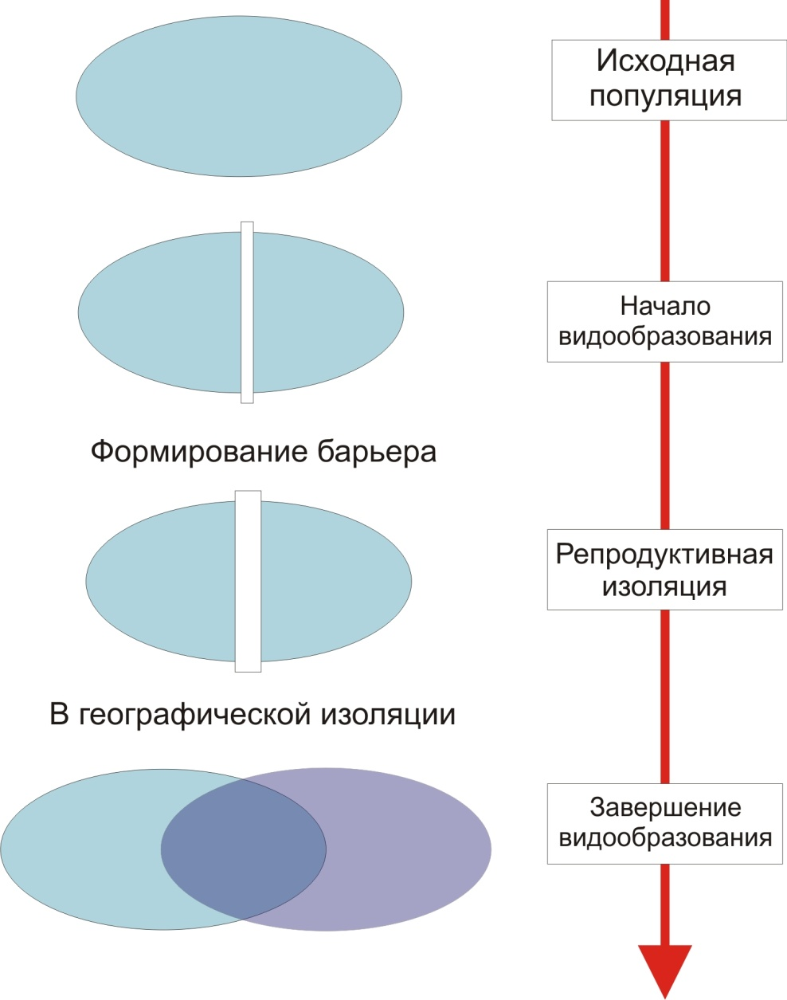 Исходная
популяция
Начало
видообразования
Формирование барьера
Репродуктивная
изоляция
В географической изоляции
Завершение
видообразования